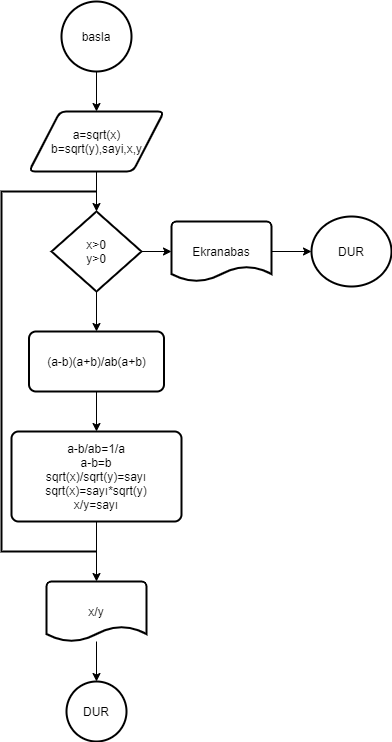 basla
a=sqrt(x)
b=sqrt(y),sayi,x,y
x>0
y>0
Ekranabas
DUR
(a-b)(a+b)/ab(a+b)
a-b/ab=1/a
a-b=b
sqrt(x)/sqrt(y)=sayı
sqrt(x)=sayı*sqrt(y)
x/y=sayı
x/y
DUR